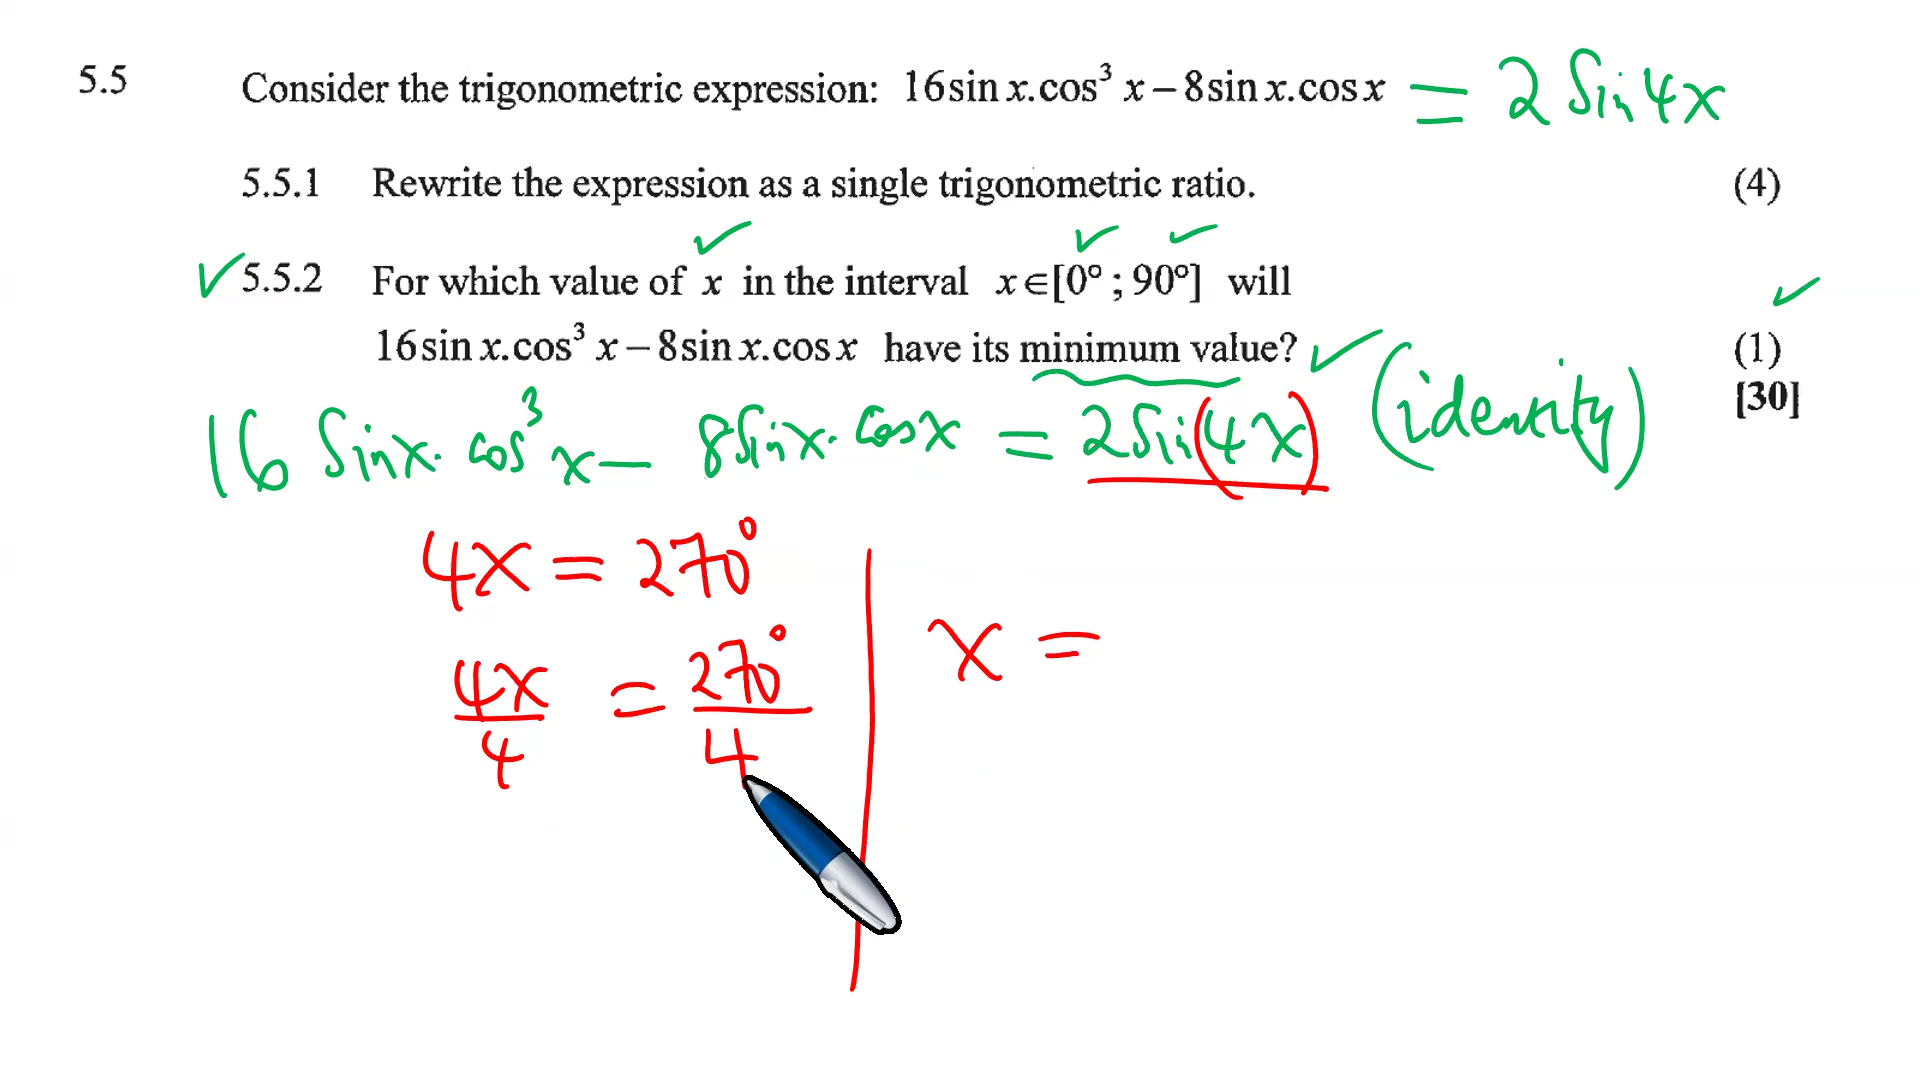 5.5 Consider the trigonometric expression: 16sin x.cos³ x – 8sin x.cos x = 2 Sin4x
5.5.1 Rewrite the expression as a single trigonometric ratio. (4)
✓ ✓ ✓
✓ 5.5.2 For which value of x in the interval x∈[0° ; 90°] will ✓
16sin x.cos³ x – 8sin x.cos x have its minimum value? ✓ (1)
[30]
16 Sinx. cos³x – 8Sinx. Cosx = 2Sin(4x) (identity)
4x = 270°
4x/4 = 270°/4
x =